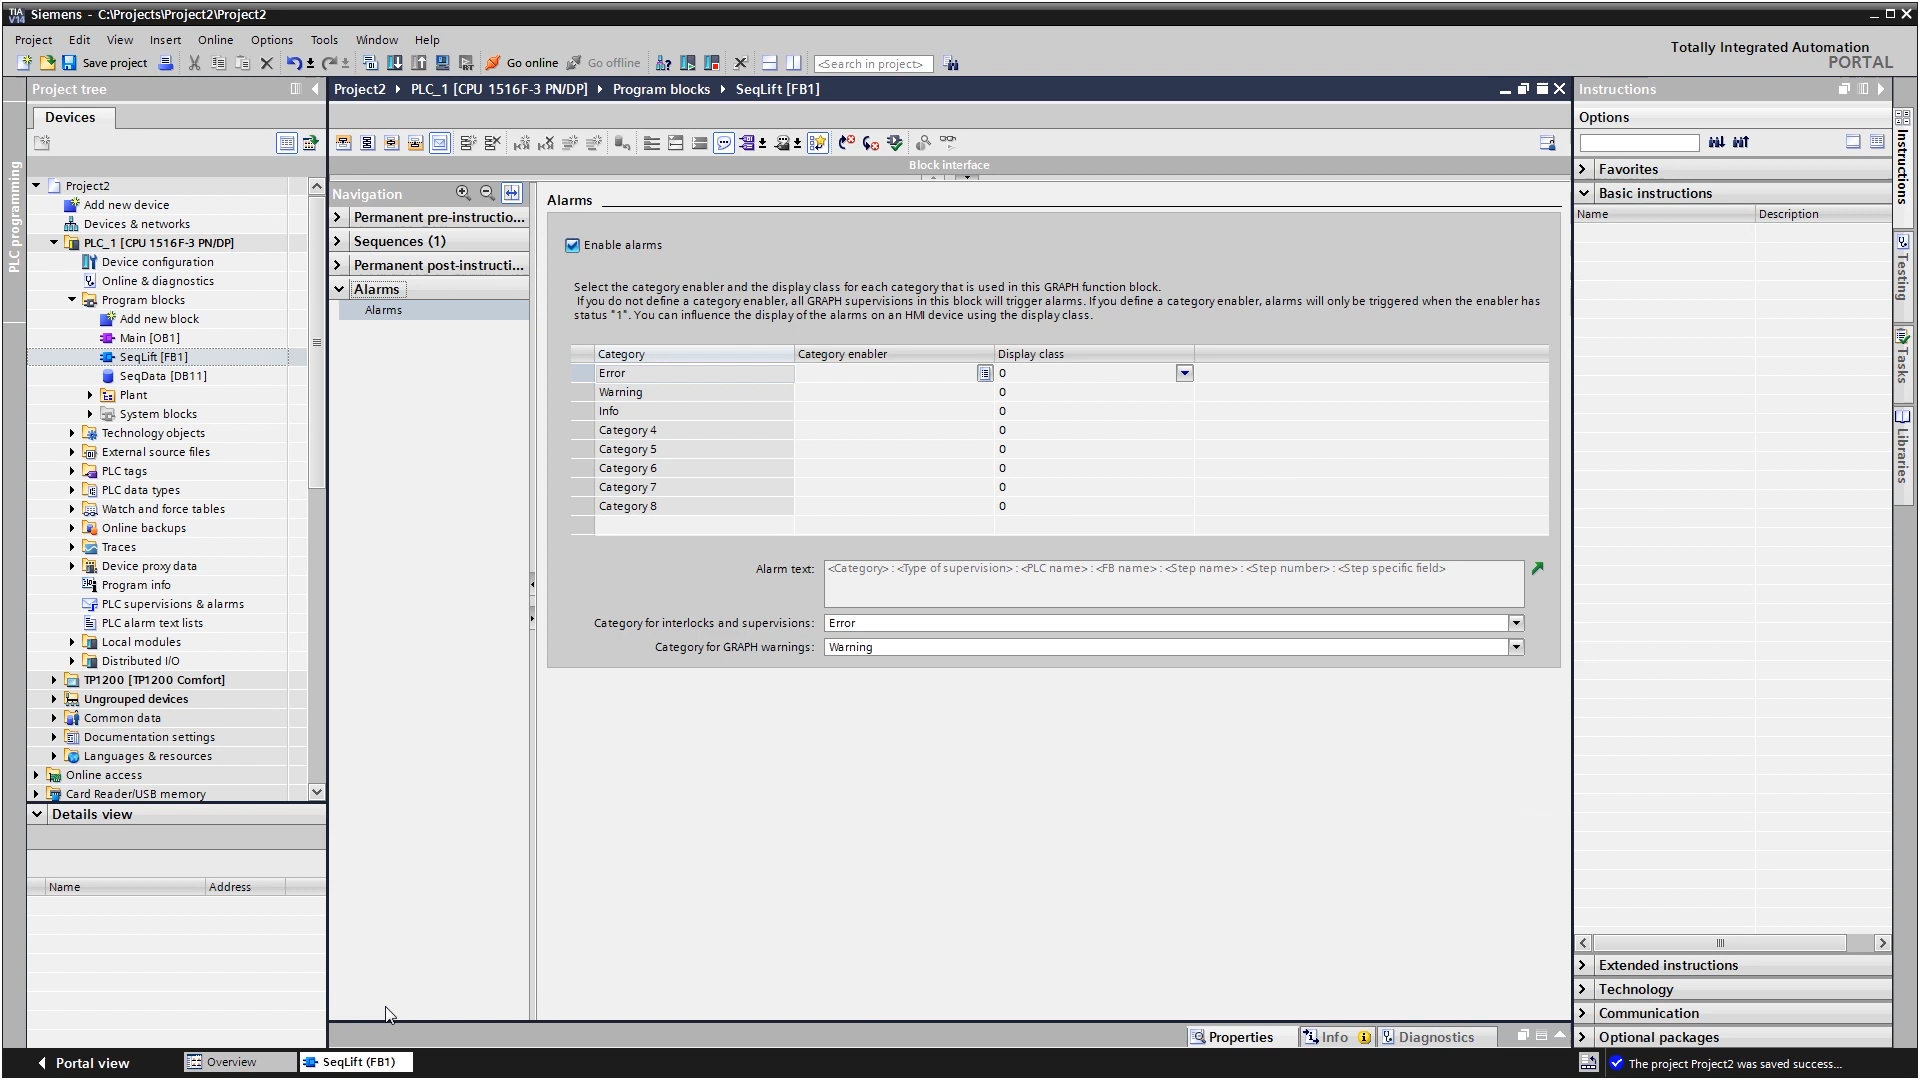 TIA
V14
Siemens - C:\Projects\Project2\Project2
Project Edit View Insert Online Options Tools Window Help
Totally Integrated Automation
PORTAL
Save project
Go online
Go offline
<Search in project>
Project tree
Devices
PLC programming
Project2
Add new device
Devices & networks
PLC_1 [CPU 1516F-3 PN/DP]
Device configuration
Online & diagnostics
Program blocks
Add new block
Main [OB1]
SeqLift [FB1]
SeqData [DB11]
Plant
System blocks
Technology objects
External source files
PLC tags
PLC data types
Watch and force tables
Online backups
Traces
Device proxy data
Program info
PLC supervisions & alarms
PLC alarm text lists
Local modules
Distributed I/O
TP1200 [TP1200 Comfort]
Ungrouped devices
Common data
Documentation settings
Languages & resources
Online access
Card Reader/USB memory
Details view
Name Address
Project2 PLC_1 [CPU 1516F-3 PN/DP] Program blocks SeqLift [FB1]
Block interface
Navigation
Permanent pre-instructio...
Sequences (1)
Permanent post-instructi...
Alarms
Alarms
Alarms
Enable alarms
Select the category enabler and the display class for each category that is used in this GRAPH function block.
If you do not define a category enabler, all GRAPH supervisions in this block will trigger alarms. If you define a category enabler, alarms will only be triggered when the enabler has
status "1". You can influence the display of the alarms on an HMI device using the display class.
Category Category enabler Display class
Error 0
Warning 0
Info 0
Category 4 0
Category 5 0
Category 6 0
Category 7 0
Category 8 0
Alarm text: <Category> : <Type of supervision> : <PLC name> : <FB name> : <Step name> : <Step number> : <Step specific field>
Category for interlocks and supervisions: Error
Category for GRAPH warnings: Warning
Properties Info Diagnostics
Instructions
Options
Favorites
Basic instructions
Name Description
Extended instructions
Technology
Communication
Optional packages
Instructions
Testing
Tasks
Libraries
Portal view Overview SeqLift (FB1)
The project Project2 was saved success...